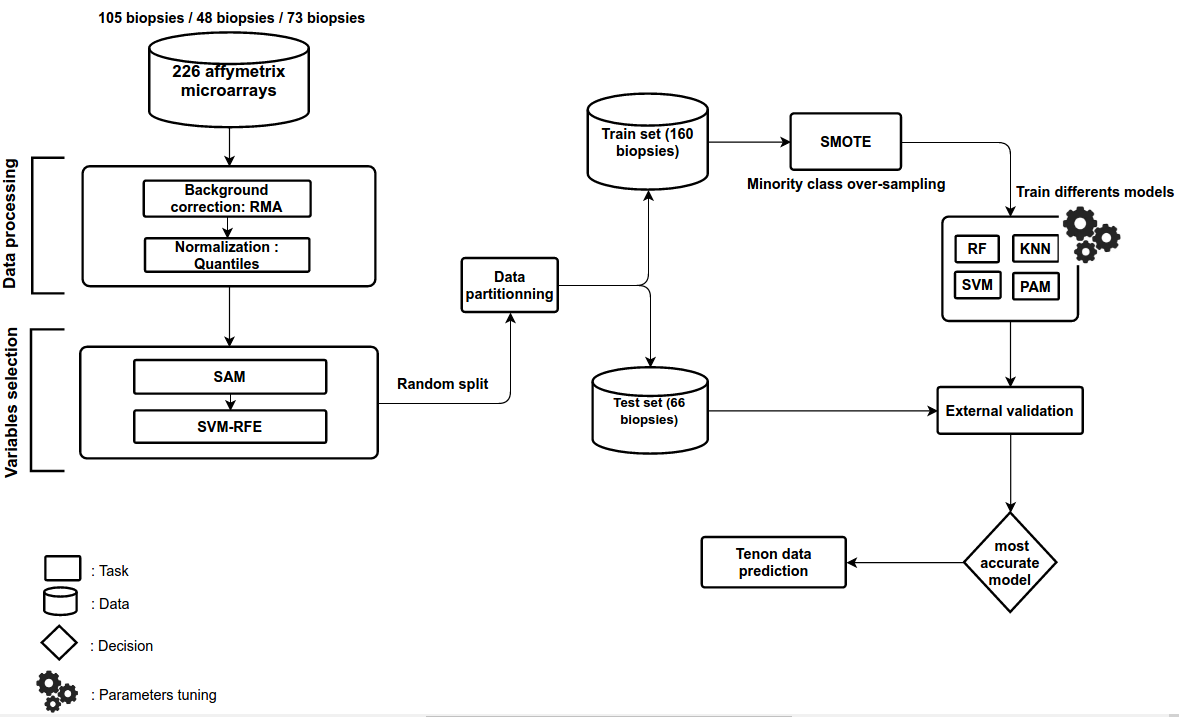 105 biopsies / 48 biopsies / 73 biopsies
226 affymetrix
microarrays
Data processing
Background
correction: RMA
Normalization :
Quantiles
Variables selection
SAM
SVM-RFE
Random split
Data
partitionning
Train set (160
biopsies)
SMOTE
Minority class over-sampling
Train differents models
RF
KNN
SVM
PAM
Test set (66
biopsies)
External validation
most
accurate
model
Tenon data
prediction
: Task
: Data
: Decision
: Parameters tuning